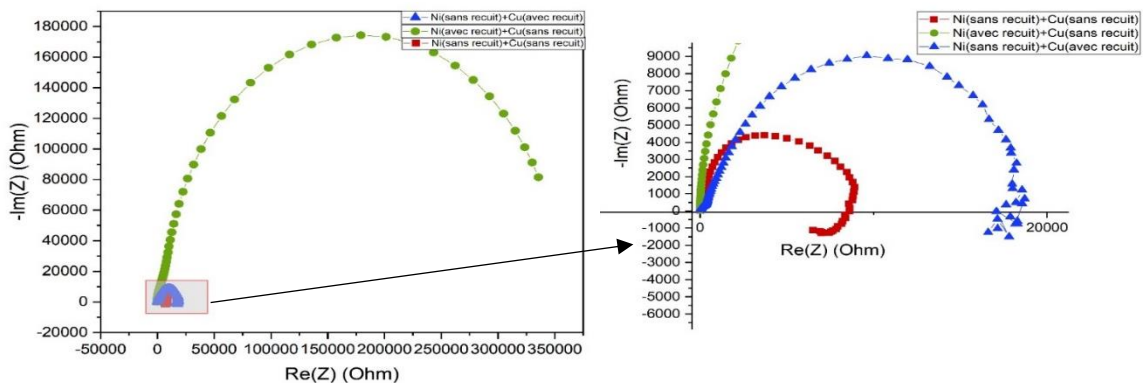 Ni(sans recuit)+Cu(avec recuit)
Ni(avec recuit)+Cu(sans recuit)
Ni(sans recuit)+Cu(sans recuit)
-Im(Z) (Ohm)
180000
160000
140000
120000
100000
80000
60000
40000
20000
0
-20000
-50000 0 50000 100000 150000 200000 250000 300000 350000
Re(Z) (Ohm)
Ni(sans recuit)+Cu(sans recuit)
Ni(avec recuit)+Cu(sans recuit)
Ni(sans recuit)+Cu(avec recuit)
-Im(Z) (Ohm)
9000
8000
7000
6000
5000
4000
3000
2000
1000
0
-1000
-2000
-3000
-4000
-5000
-6000
0 20000
Re(Z) (Ohm)